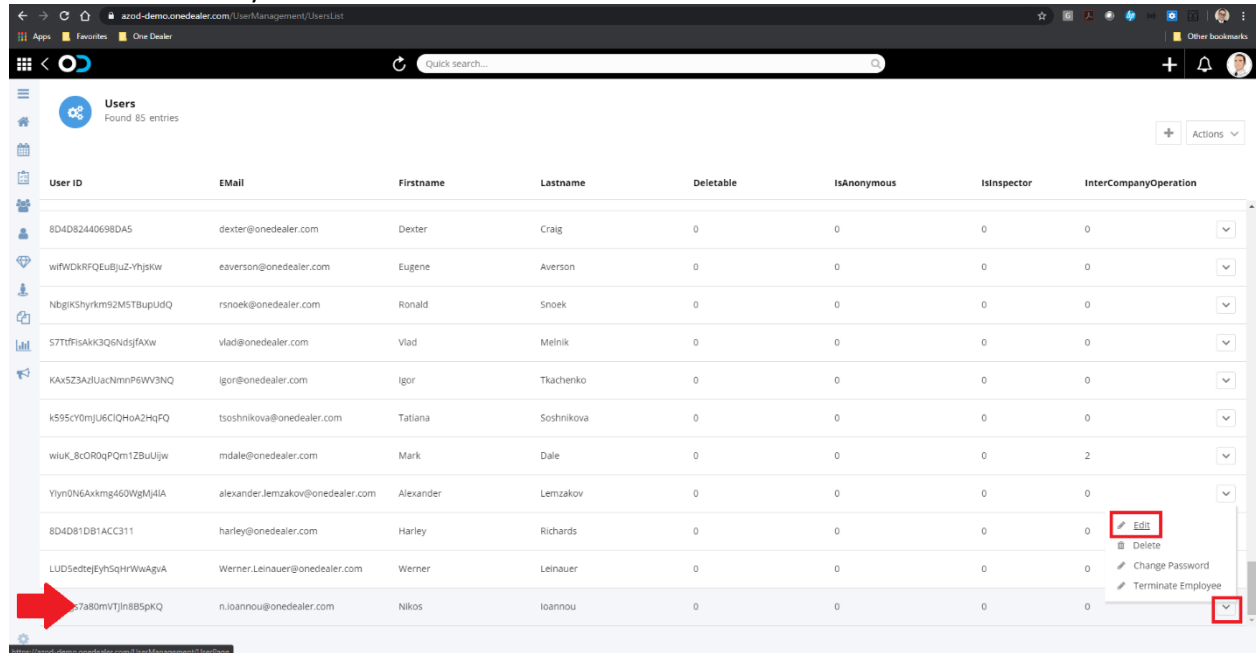 azod-demo.onedealer.com/UserManagement/UsersList
Apps Favorites One Dealer Other bookmarks
Quick search...
Users
Found 85 entries
Actions
User ID EMail Firstname Lastname Deletable IsAnonymous IsInspector InterCompanyOperation
8D4D82440698DA5 dexter@onedealer.com Dexter Craig 0 0 0 0
wifWDkRFQEuBJuZ-YhjsKw eaverson@onedealer.com Eugene Averson 0 0 0 0
NbgIKShyrkm92M5TBupUdQ rsnoek@onedealer.com Ronald Snoek 0 0 0 0
S7TtfFisAkK3Q6NdsjfAXw vlad@onedealer.com Vlad Melnik 0 0 0 0
KAx5Z3AzlUacNmnP6WV3NQ igor@onedealer.com Igor Tkachenko 0 0 0 0
k595cY0mJU6ClQHoA2HqFQ tsoshnikova@onedealer.com Tatiana Soshnikova 0 0 0 0
wiuK_8cOR0qPQm1ZBuUijw mdale@onedealer.com Mark Dale 0 0 0 2
YIyn0N6Axkmg460WgMj4lA alexander.lemzakov@onedealer.com Alexander Lemzakov 0 0 0 0
8D4D81DB1ACC311 harley@onedealer.com Harley Richards 0 0 0 0
Edit
Delete
LUD5edtejEyhSqHrWwAgvA Werner.Leinauer@onedealer.com Werner Leinauer 0 0 0 0
Change Password
Terminate Employee
n.ioannou@onedealer.com Nikos Ioannou 0 0 0 0